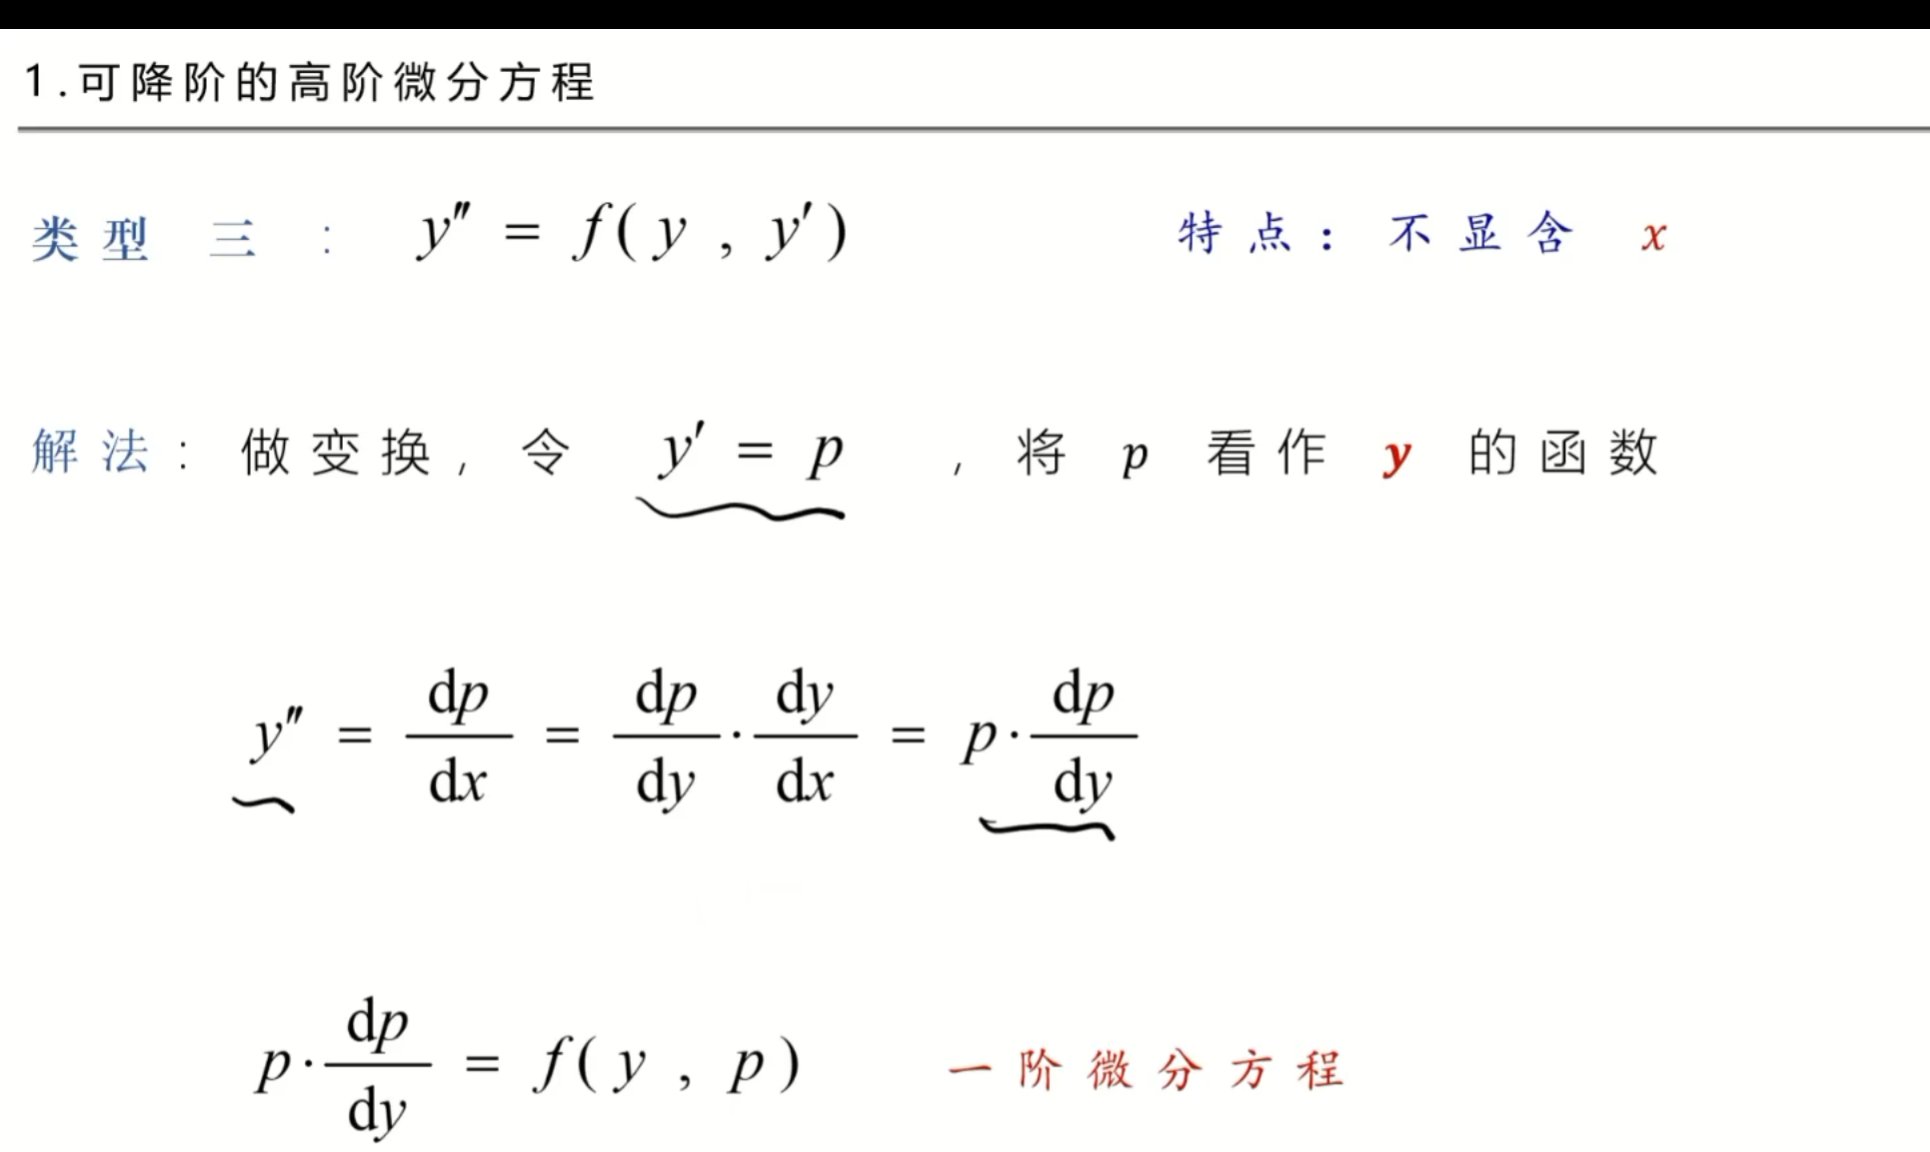 1.可降阶的高阶微分方程
类型三: y″ = f( y , y′ ) 特点: 不显含 x
解法: 做变换, 令 y′ = p , 将 p 看作 y 的函数
y″ = dp/dx = dp/dy · dy/dx = p · dp/dy
p · dp/dy = f( y , p ) 一阶微分方程